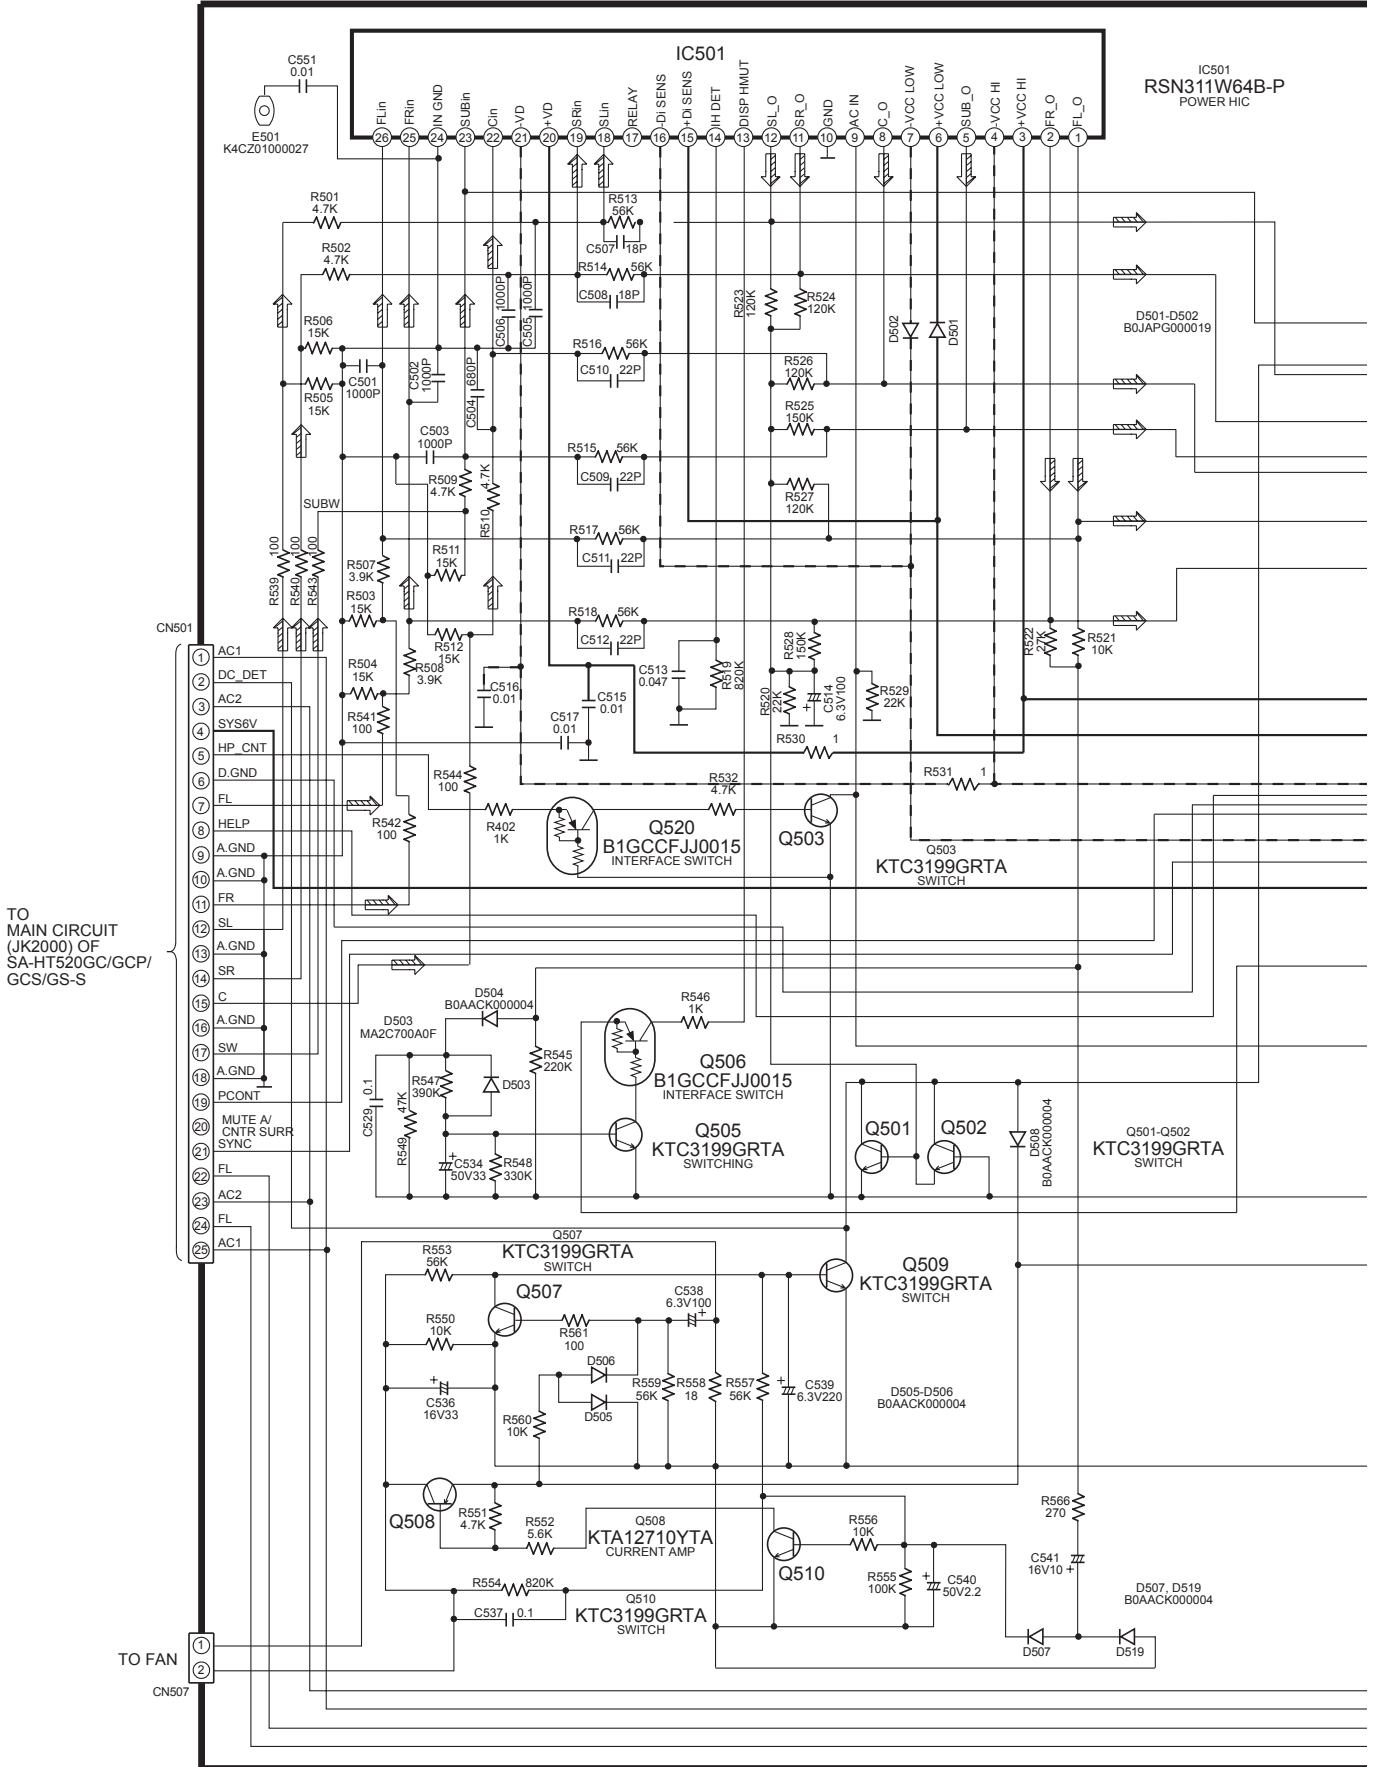 IC501
IC501
RSN311W64B-P
POWER HIC
C551
0.01
E501
K4CZ01000027
FLin
FRin
IN GND
SUBin
Cin
-VD
+VD
SRin
SLin
RELAY
-Di SENS
+Di SENS
IH DET
DISP HMUT
SL_O
SR_O
GND
AC IN
C_O
-VCC LOW
+VCC LOW
SUB_O
-VCC HI
+VCC HI
FR_O
FL_O
26 25 24 23 22 21 20 19 18 17 16 15 14 13 12 11 10 9 8 7 6 5 4 3 2 1
R501
4.7K
R513
56K
C507 18P
R502
4.7K
R514 56K
C508 18P
C506 1000P
C505 1000P
R523
120K
R524
120K
D502
D501
D501-D502
B0JAPG000019
R506
15K
R516 56K
C510 22P
R526
120K
C501
1000P
C502
1000P
C504 680P
R505
15K
R525
150K
C503
1000P
R515 56K
C509 22P
R509
4.7K
R510 4.7K
R527
120K
SUBW
R517 56K
C511 22P
R539 100
R540 100
R543 100
R507
3.9K
R511
15K
R503
15K
R518 56K
C512 22P
R512
15K
R528
150K
R522
27K
R521
10K
CN501
R504
15K
R508
3.9K
C516
0.01
C515
0.01
C513
0.047
R519
820K
R520
22K
C514
6.3V100
+
R529
22K
R541
100
C517
0.01
R530 1
R531 1
R544
100
R532
4.7K
R542
100
R402
1K
Q520
B1GCCFJJ0015
INTERFACE SWITCH
Q503
Q503
KTC3199GRTA
SWITCH
1 AC1
2 DC_DET
3 AC2
4 SYS6V
5 HP_CNT
6 D.GND
7 FL
8 HELP
9 A.GND
10 A.GND
11 FR
12 SL
13 A.GND
14 SR
15 C
16 A.GND
17 SW
18 A.GND
19 PCONT
20 MUTE A/
CNTR SURR
21 SYNC
22 FL
23 AC2
24 FL
25 AC1
TO
MAIN CIRCUIT
(JK2000) OF
SA-HT520GC/GCP/
GCS/GS-S
D504
B0AACK000004
D503
MA2C700A0F
R546
1K
R545
220K
Q506
B1GCCFJJ0015
INTERFACE SWITCH
R547
390K
D503
C529 0.1
R549 47K
Q505
KTC3199GRTA
SWITCHING
+
C534
50V33
R548
330K
Q501
Q502
D508
B0AACK000004
Q501-Q502
KTC3199GRTA
SWITCH
Q507
KTC3199GRTA
SWITCH
R553
56K
Q507
C538
6.3V100
+
Q509
KTC3199GRTA
SWITCH
R550
10K
R561
100
D506
D505
R559
56K
R558
18
R557
56K
+
C539
6.3V220
D505-D506
B0AACK000004
+
C536
16V33
R560
10K
Q508
R551
4.7K
R552
5.6K
Q508
KTA12710YTA
CURRENT AMP
R556
10K
Q510
R566
270
R555
100K
+
C540
50V2.2
C541
16V10 +
D507, D519
B0AACK000004
R554 820K
C537 0.1
Q510
KTC3199GRTA
SWITCH
D507
D519
TO FAN
1
2
CN507